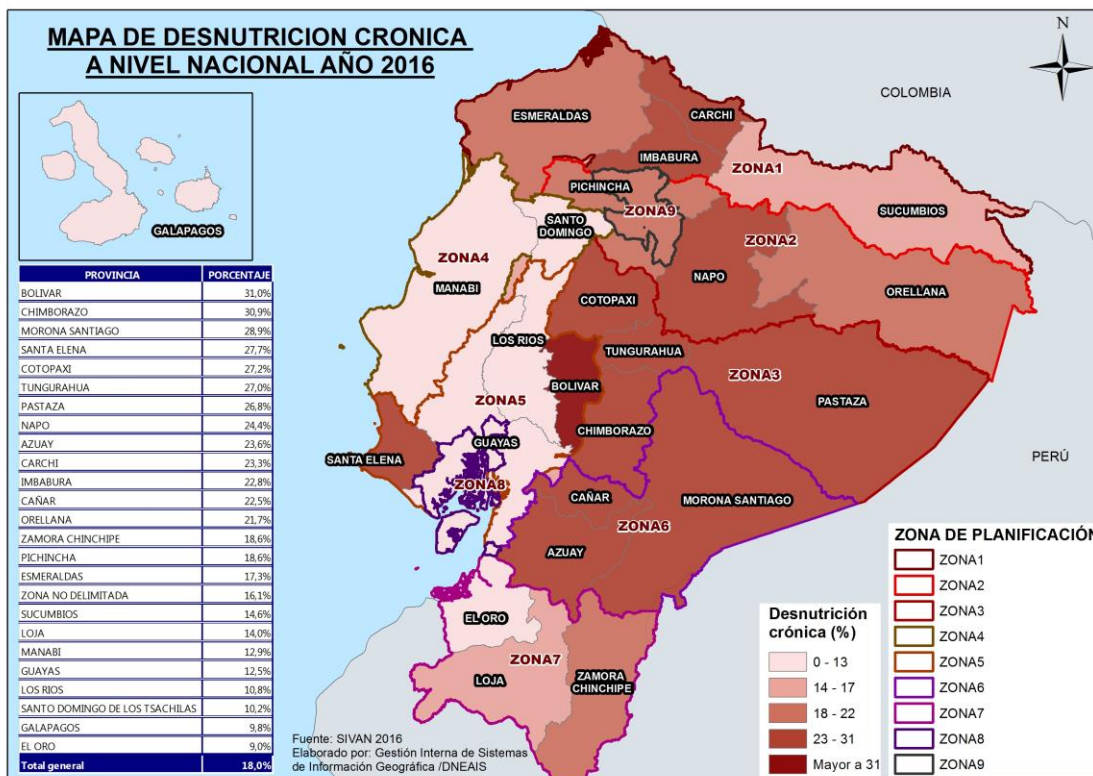 MAPA DE DESNUTRICION CRONICA
A NIVEL NACIONAL AÑO 2016
N
COLOMBIA
PERÚ
GALAPAGOS
ESMERALDAS
CARCHI
IMBABURA
ZONA1
PICHINCHA
ZONA9
SUCUMBIOS
SANTO
DOMINGO
ZONA2
ZONA4
MANABI
NAPO
ORELLANA
COTOPAXI
LOS RIOS
TUNGURAHUA
ZONA3
BOLIVAR
PASTAZA
ZONA5
CHIMBORAZO
GUAYAS
SANTA ELENA
ZONA8
CAÑAR
MORONA SANTIAGO
ZONA6
AZUAY
EL ORO
ZONA7
LOJA
ZAMORA
CHINCHIPE
PROVINCIA PORCENTAJE
BOLIVAR 31,0%
CHIMBORAZO 30,9%
MORONA SANTIAGO 28,9%
SANTA ELENA 27,7%
COTOPAXI 27,2%
TUNGURAHUA 27,0%
PASTAZA 26,8%
NAPO 24,4%
AZUAY 23,6%
CARCHI 23,3%
IMBABURA 22,8%
CAÑAR 22,5%
ORELLANA 21,7%
ZAMORA CHINCHIPE 18,6%
PICHINCHA 18,6%
ESMERALDAS 17,3%
ZONA NO DELIMITADA 16,1%
SUCUMBIOS 14,6%
LOJA 14,0%
MANABI 12,9%
GUAYAS 12,5%
LOS RIOS 10,8%
SANTO DOMINGO DE LOS TSACHILAS 10,2%
GALAPAGOS 9,8%
EL ORO 9,0%
Total general 18,0%
Fuente: SIVAN 2016
Elaborado por: Gestión Interna de Sistemas
de Información Geográfica /DNEAIS
Desnutrición
crónica (%)
0 - 13
14 - 17
18 - 22
23 - 31
Mayor a 31
ZONA DE PLANIFICACIÓN
ZONA1
ZONA2
ZONA3
ZONA4
ZONA5
ZONA6
ZONA7
ZONA8
ZONA9